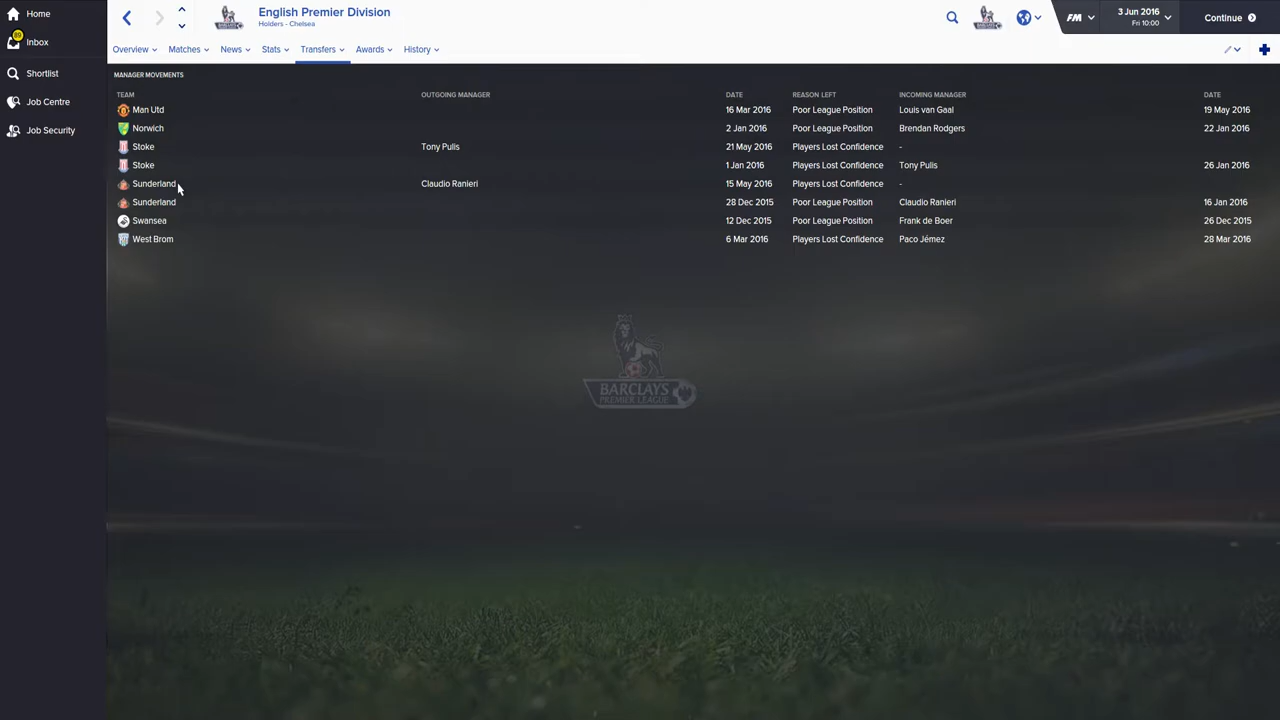 Home
English Premier Division
Holders - Chelsea
FM
3 Jun 2016
Fri 10:00
Continue
89
Inbox
Overview Matches News Stats Transfers Awards History
Shortlist
Job Centre
Job Security
MANAGER MOVEMENTS
TEAM OUTGOING MANAGER DATE REASON LEFT INCOMING MANAGER DATE
Man Utd 16 Mar 2016 Poor League Position Louis van Gaal 19 May 2016
Norwich 2 Jan 2016 Poor League Position Brendan Rodgers 22 Jan 2016
Stoke Tony Pulis 21 May 2016 Players Lost Confidence -
Stoke 1 Jan 2016 Players Lost Confidence Tony Pulis 26 Jan 2016
Sunderland Claudio Ranieri 15 May 2016 Players Lost Confidence -
Sunderland 28 Dec 2015 Poor League Position Claudio Ranieri 16 Jan 2016
Swansea 12 Dec 2015 Poor League Position Frank de Boer 26 Dec 2015
West Brom 6 Mar 2016 Players Lost Confidence Paco Jémez 28 Mar 2016
BARCLAYS
PREMIER LEAGUE